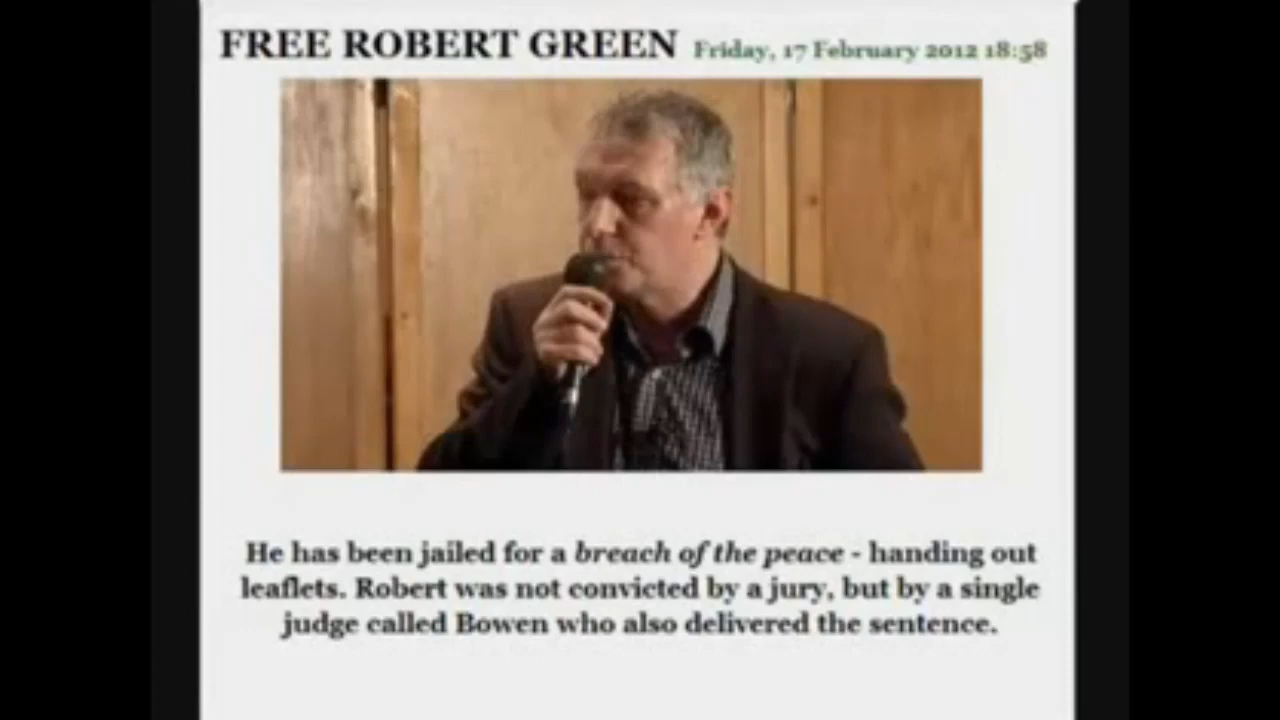 FREE ROBERT GREEN Friday, 17 February 2012 18:58
He has been jailed for a breach of the peace - handing out
leaflets. Robert was not convicted by a jury, but by a single
judge called Bowen who also delivered the sentence.